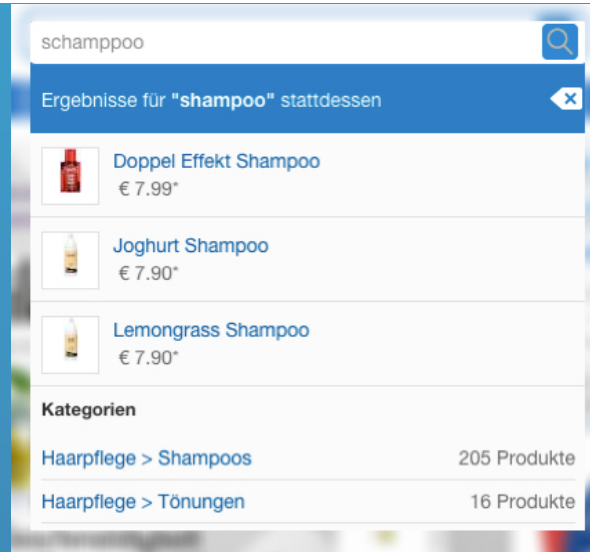 schamppoo
Ergebnisse für "shampoo" stattdessen
Doppel Effekt Shampoo
€ 7.99*
Joghurt Shampoo
€ 7.90*
Lemongrass Shampoo
€ 7.90*
Kategorien
Haarpflege > Shampoos 205 Produkte
Haarpflege > Tönungen 16 Produkte